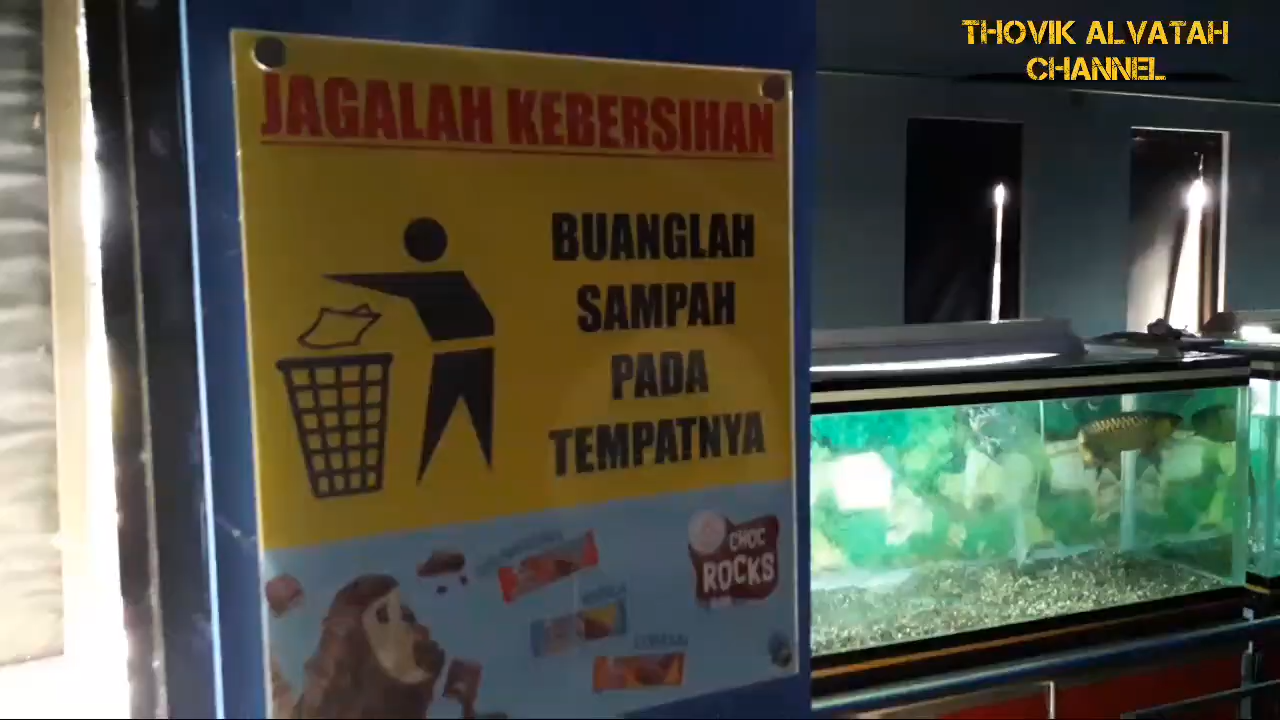 THOVIK ALVATAH
CHANNEL
JAGALAH KEBERSIHAN
BUANGLAH
SAMPAH
PADA
TEMPATNYA
CHOC
ROCKS